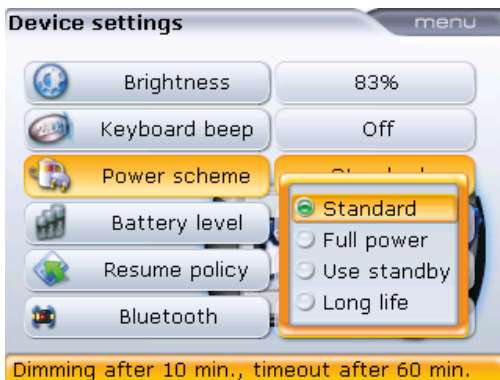 Device settings menu
Brightness 83%
Keyboard beep Off
Power scheme
Battery level
Resume policy
Bluetooth
Standard
Full power
Use standby
Long life
Dimming after 10 min., timeout after 60 min.